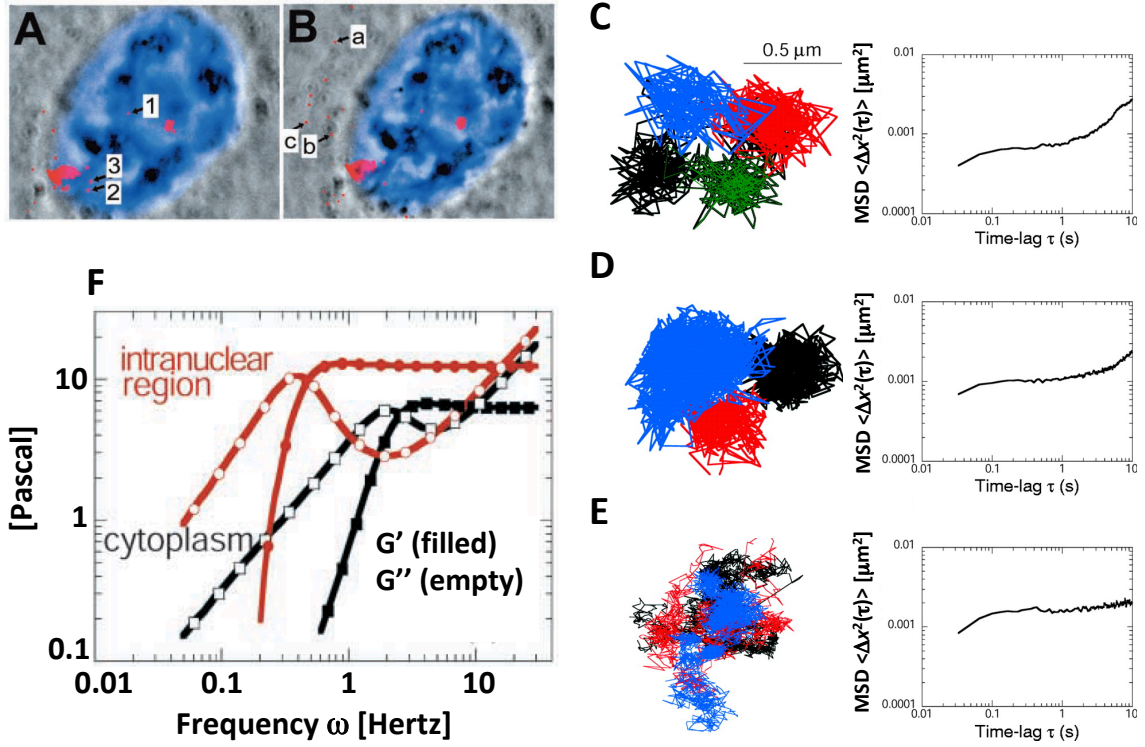 A
1
3
2
B
a
c
b
C
0.5 μm
MSD <Δx²(τ)> [μm²]
0.01
0.001
0.0001
0.01
0.1
1
10
Time-lag τ (s)
D
MSD <Δx²(τ)> [μm²]
0.01
0.001
0.0001
0.01
0.1
1
10
Time-lag τ (s)
E
MSD <Δx²(τ)> [μm²]
0.01
0.001
0.0001
0.01
0.1
1
10
Time-lag τ (s)
F
[Pascal]
10
1
0.1
intranuclear
region
cytoplasm
G' (filled)
G'' (empty)
0.01
0.1
1
10
Frequency ω [Hertz]